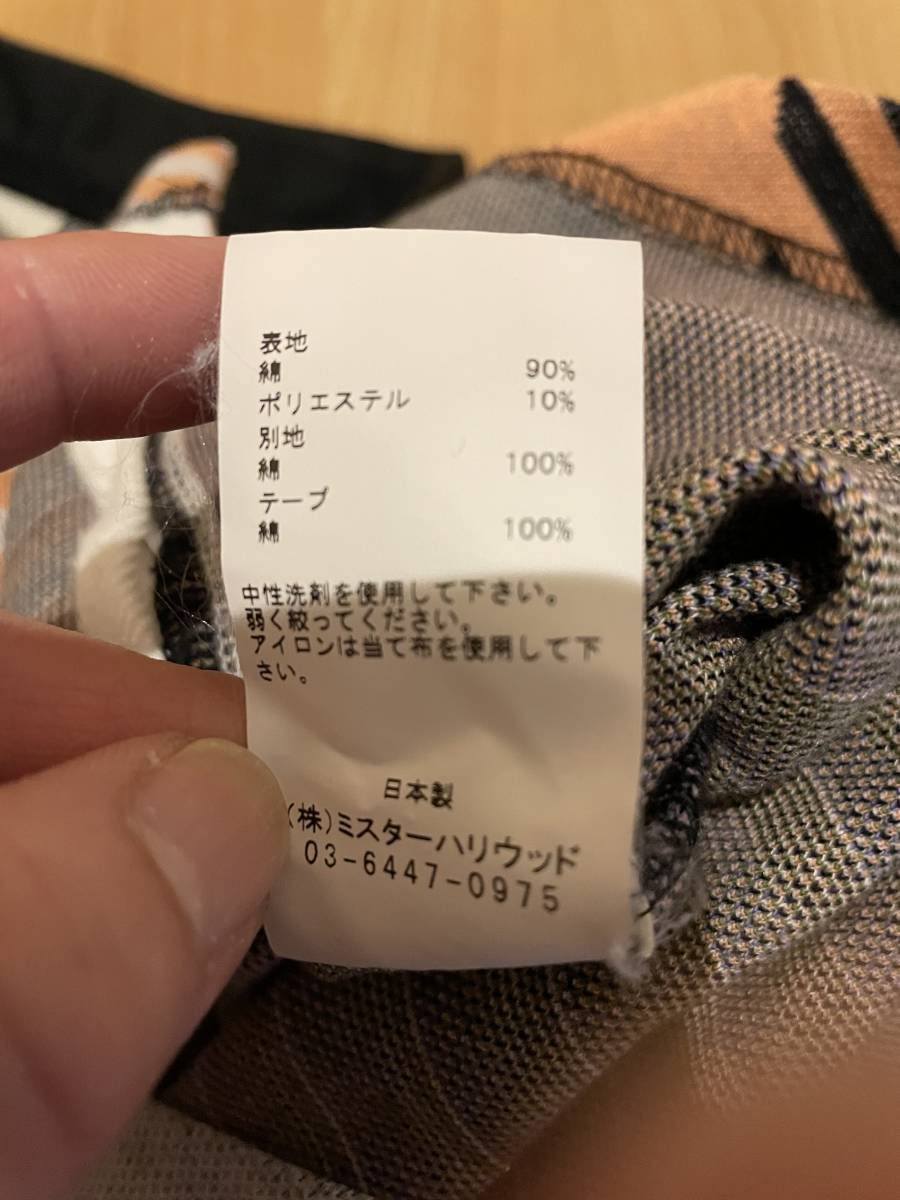 表地
綿 90%
ポリエステル 10%
別地
綿 100%
テープ
綿 100%
中性洗剤を使用して下さい。
弱く絞ってください。
アイロンは当て布を使用して下
さい。
日本製
(株)ミスターハリウッド
03-6447-0975